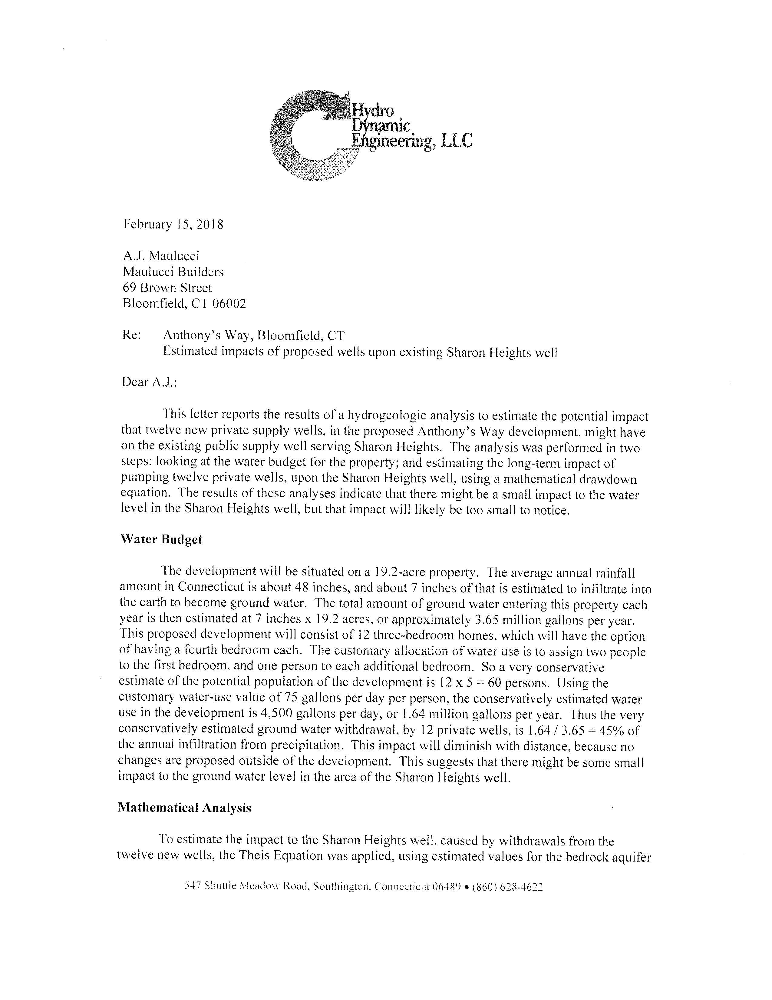 Hydro
Dynamic
Engineering, LLC
February 15, 2018
A.J. Maulucci
Maulucci Builders
69 Brown Street
Bloomfield, CT 06002
Re: Anthony's Way, Bloomfield, CT
Estimated impacts of proposed wells upon existing Sharon Heights well
Dear A.J.:
This letter reports the results of a hydrogeologic analysis to estimate the potential impact
that twelve new private supply wells, in the proposed Anthony's Way development, might have
on the existing public supply well serving Sharon Heights. The analysis was performed in two
steps: looking at the water budget for the property; and estimating the long-term impact of
pumping twelve private wells, upon the Sharon Heights well, using a mathematical drawdown
equation. The results of these analyses indicate that there might be a small impact to the water
level in the Sharon Heights well, but that impact will likely be too small to notice.
Water Budget
The development will be situated on a 19.2-acre property. The average annual rainfall
amount in Connecticut is about 48 inches, and about 7 inches of that is estimated to infiltrate into
the earth to become ground water. The total amount of ground water entering this property each
year is then estimated at 7 inches x 19.2 acres, or approximately 3.65 million gallons per year.
This proposed development will consist of 12 three-bedroom homes, which will have the option
of having a fourth bedroom each. The customary allocation of water use is to assign two people
to the first bedroom, and one person to each additional bedroom. So a very conservative
estimate of the potential population of the development is 12 x 5 = 60 persons. Using the
customary water-use value of 75 gallons per day per person, the conservatively estimated water
use in the development is 4,500 gallons per day, or 1.64 million gallons per year. Thus the very
conservatively estimated ground water withdrawal, by 12 private wells, is 1.64 / 3.65 = 45% of
the annual infiltration from precipitation. This impact will diminish with distance, because no
changes are proposed outside of the development. This suggests that there might be some small
impact to the ground water level in the area of the Sharon Heights well.
Mathematical Analysis
To estimate the impact to the Sharon Heights well, caused by withdrawals from the
twelve new wells, the Theis Equation was applied, using estimated values for the bedrock aquifer
547 Shuttle Meadow Road, Southington, Connecticut 06489 • (860) 628-4622